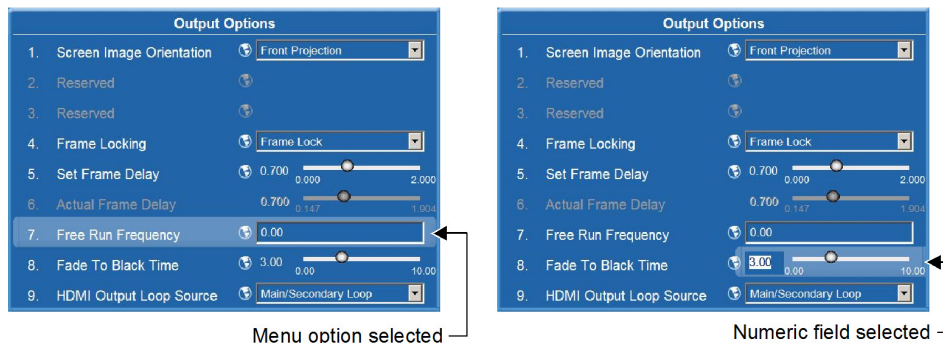 Output Options
1. Screen Image Orientation Front Projection
2. Reserved
3. Reserved
4. Frame Locking Frame Lock
5. Set Frame Delay 0.700 0.000 2.000
6. Actual Frame Delay 0.700 0.147 1.904
7. Free Run Frequency 0.00
8. Fade To Black Time 3.00 0.00 10.00
9. HDMI Output Loop Source Main/Secondary Loop
Menu option selected
Output Options
1. Screen Image Orientation Front Projection
2. Reserved
3. Reserved
4. Frame Locking Frame Lock
5. Set Frame Delay 0.700 0.000 2.000
6. Actual Frame Delay 0.700 0.147 1.904
7. Free Run Frequency 0.00
8. Fade To Black Time 3.00 0.00 10.00
9. HDMI Output Loop Source Main/Secondary Loop
Numeric field selected